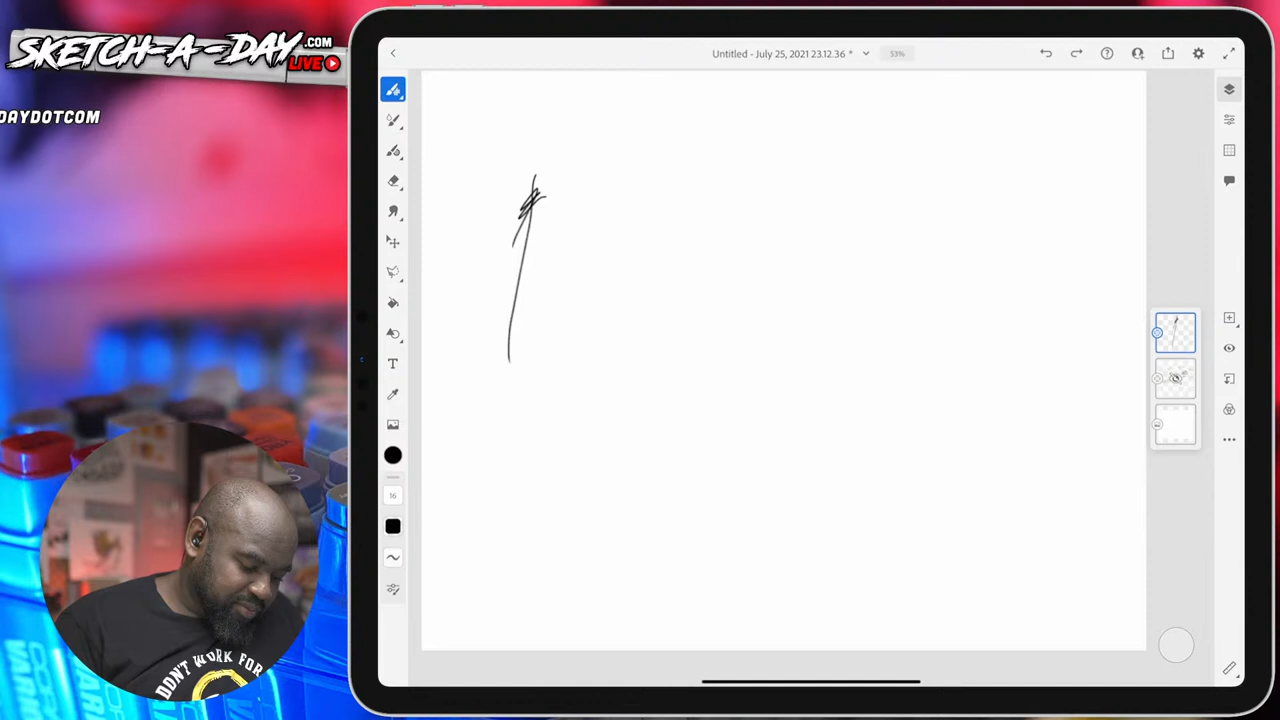 SKETCH-A-DAY.COM
LIVE
DAYDOTCOM
Untitled - July 25, 2021 23.12.36 *
53%
T
16
DON'T WORK FOR